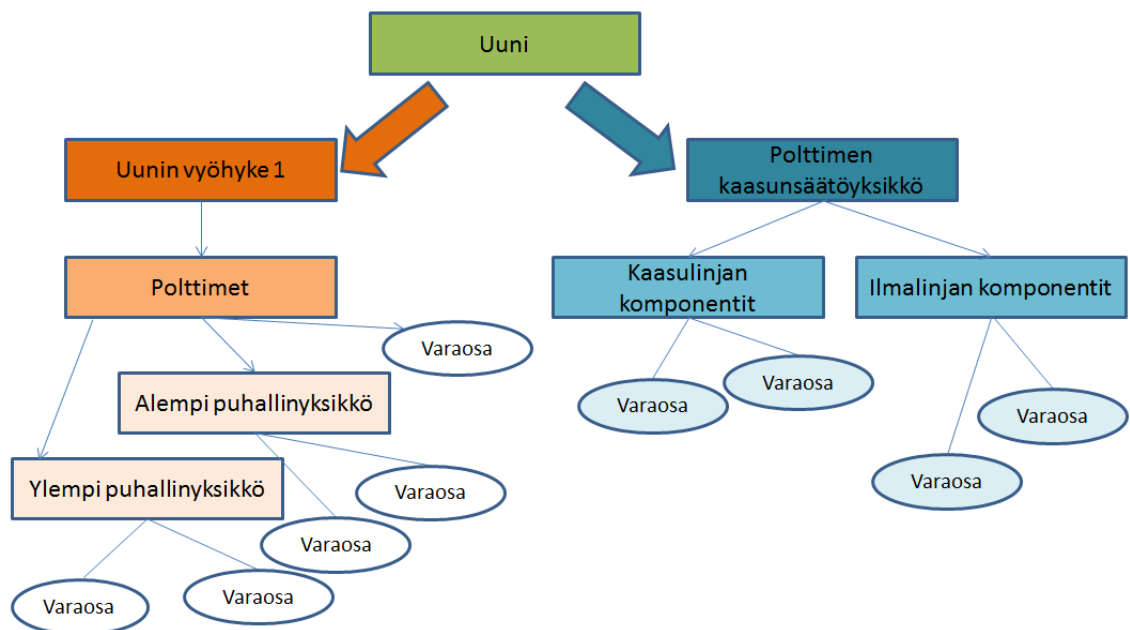 Uuni
Uunin vyöhyke 1
Polttimen
kaasunsäätöyksikkö
Polttimet
Kaasulinjan
komponentit
Ilmalinjan komponentit
Varaosa
Alempi puhallinyksikkö
Varaosa
Varaosa
Varaosa
Ylempi puhallinyksikkö
Varaosa
Varaosa
Varaosa
Varaosa
Varaosa